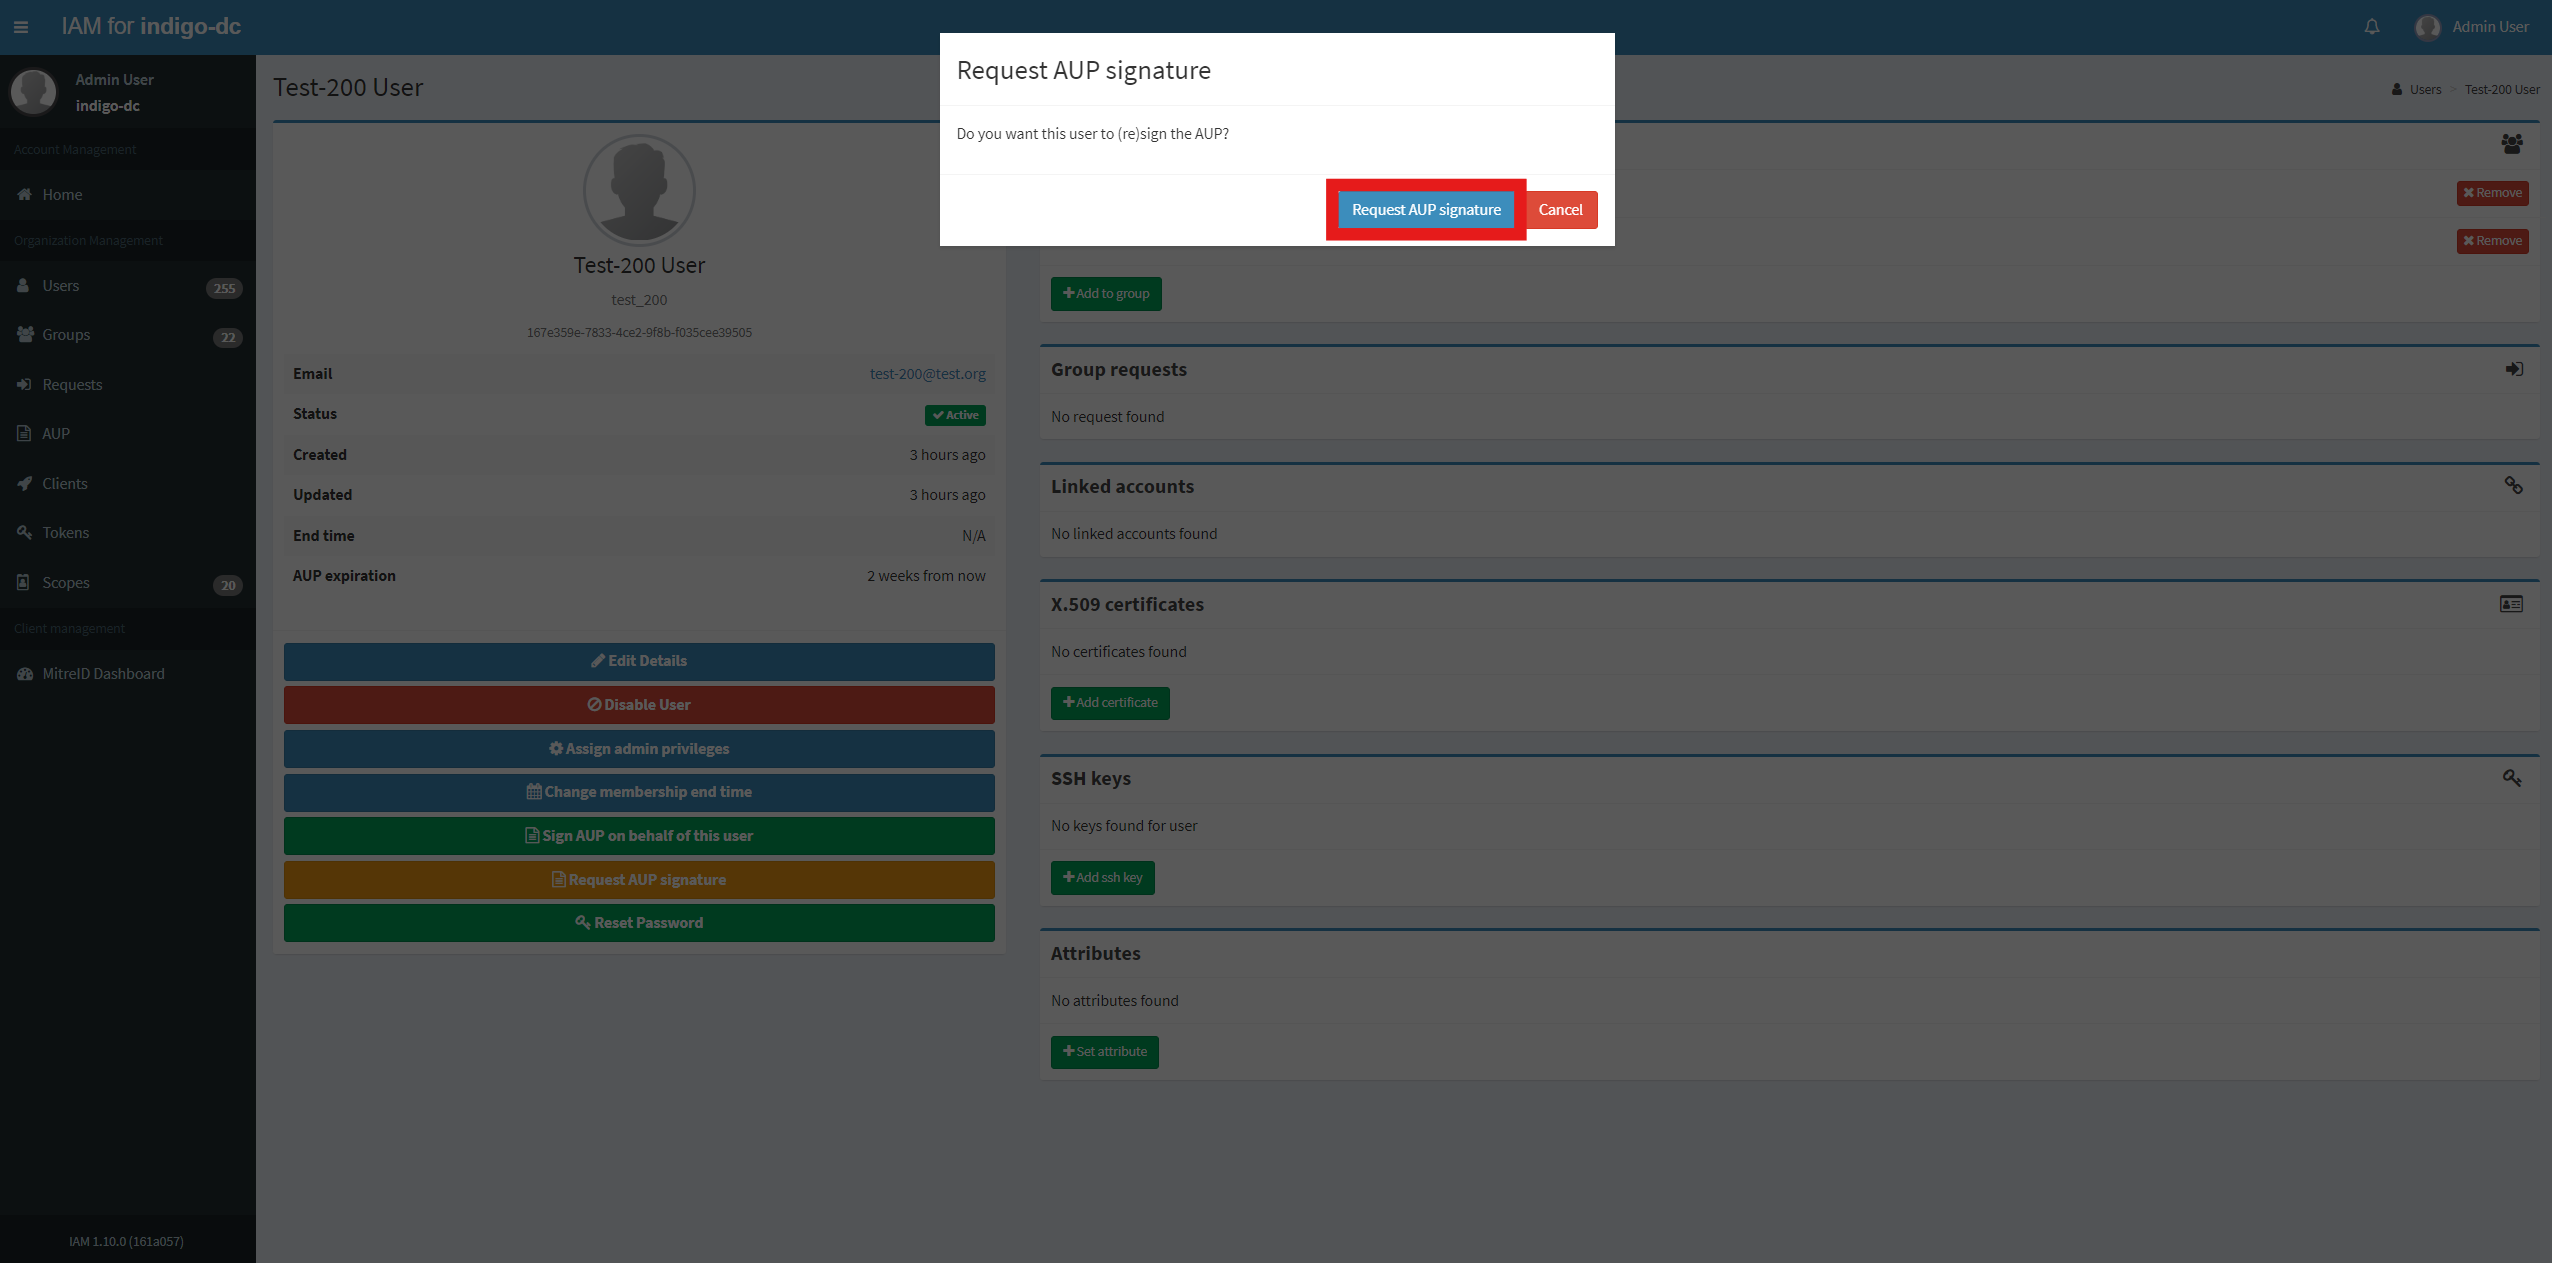 IAM for indigo-dc
Admin User
Admin User
indigo-dc
Account Management
Home
Organization Management
Users 255
Groups 22
Requests
AUP
Clients
Tokens
Scopes 20
Client management
MitreID Dashboard
IAM 1.10.0 (161a057)
Test-200 User
Users > Test-200 User
Request AUP signature
Do you want this user to (re)sign the AUP?
Request AUP signature
Cancel
Test-200 User
test_200
167e359e-7833-4ce2-9f8b-f035cee39505
Email test-200@test.org
Status Active
Created 3 hours ago
Updated 3 hours ago
End time N/A
AUP expiration 2 weeks from now
Edit Details
Disable User
Assign admin privileges
Change membership end time
Sign AUP on behalf of this user
Request AUP signature
Reset Password
Remove
Remove
Add to group
Group requests
No request found
Linked accounts
No linked accounts found
X.509 certificates
No certificates found
Add certificate
SSH keys
No keys found for user
Add ssh key
Attributes
No attributes found
Set attribute